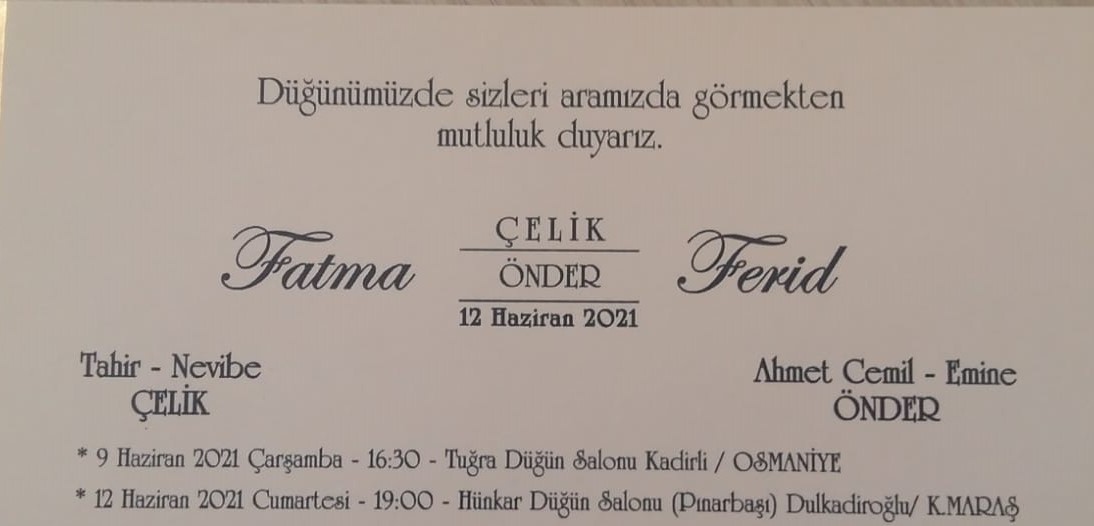 Düğünümüzde sizleri aramızda görmekten
mutluluk duyarız.
Fatma
ÇELİK
ÖNDER
12 Haziran 2021
Ferid
Tahir - Nevibe
ÇELİK
Ahmet Cemil - Emine
ÖNDER
* 9 Haziran 2021 Çarşamba - 16:30 - Tuğra Düğün Salonu Kadirli / OSMANİYE
* 12 Haziran 2021 Cumartesi - 19:00 - Hünkar Düğün Salonu (Pınarbaşı) Dulkadiroğlu/ K.MARAŞ